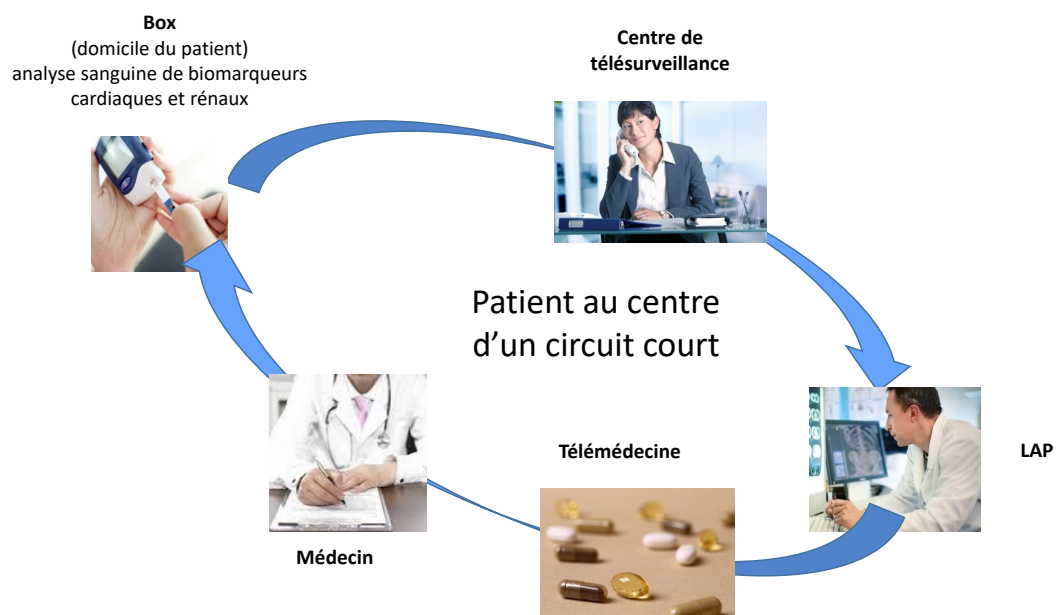 Box
(domicile du patient)
analyse sanguine de biomarqueurs
cardiaques et rénaux
Centre de
télésurveillance
Patient au centre
d’un circuit court
LAP
Télémédecine
Médecin